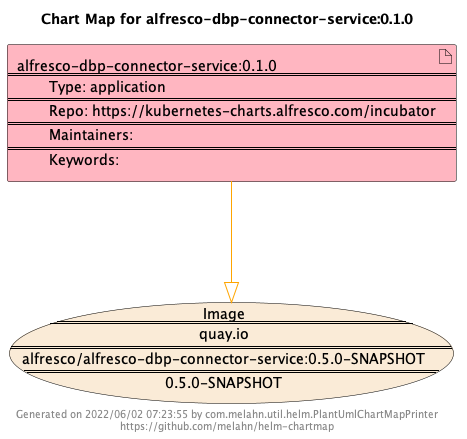 Chart Map for alfresco-dbp-connector-service:0.1.0
alfresco-dbp-connector-service:0.1.0
Type: application
Repo: https://kubernetes-charts.alfresco.com/incubator
Maintainers:
Keywords:
Image
quay.io
alfresco/alfresco-dbp-connector-service:0.5.0-SNAPSHOT
0.5.0-SNAPSHOT
Generated on 2022/06/02 07:23:55 by com.melahn.util.helm.PlantUmlChartMapPrinter
https://github.com/melahn/helm-chartmap